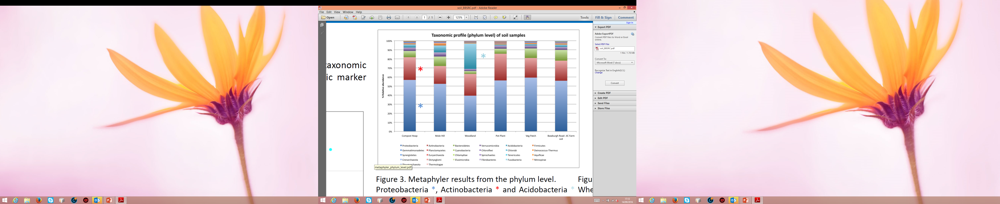 soil_BBSRC.pdf - Adobe Reader
File Edit View Window Help
Open
1 / 1
125%
Tools Fill & Sign Comment
Sign In
Export PDF
Adobe ExportPDF
Convert PDF files to Word or Excel
online.
Select PDF File:
soil_BBSRC.pdf
1 file / 1.78 MB
Convert To:
Microsoft Word (*.docx)
Recognize Text in English(U.S.)
Change
Convert
Create PDF
Edit PDF
Send Files
Store Files
taxonomic
ic marker
Taxonomic profile (phylum level) of soil samples
% Relative abundance
100%
90%
80%
70%
60%
50%
40%
30%
20%
10%
0%
*
*
*
Compost Heap Mole Hill Woodland Pot Plant Veg Patch Bawburgh Road- JIC Farm
soil
Proteobacteria Actinobacteria Bacteroidetes Verrucomicrobia Acidobacteria Firmicutes
Gemmatimonadetes Planctomycetes Cyanobacteria Chloroflexi Chlorobi Deinococcus-Thermus
Synergistetes Euryarchaeota Chlamydiae Spirochaetes Tenericutes Aquificae
Crenarchaeota Dictyoglomi Elusimicrobia Fibrobacteres Fusobacteria Nitrospirae
Thaumarchaeota Thermotogae
metaphyler_phylum_level.pdf
Figure 3. Metaphyler results from the phylum level. Figu
Proteobacteria *, Actinobacteria * and Acidobacteria * Whe
17:12
14/09/2016